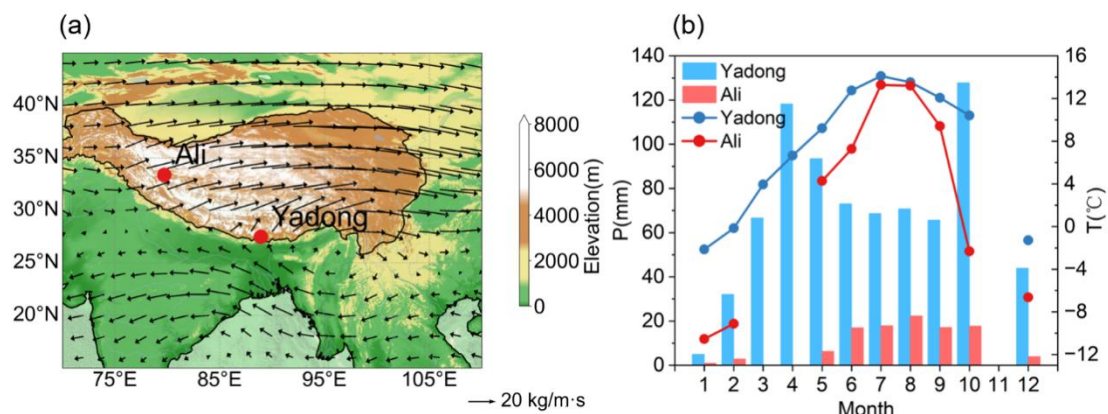 (a)
40°N
35°N
30°N
25°N
20°N
75°E 85°E 95°E 105°E
Ali
Yadong
8000
6000
4000
2000
0
Elevation(m)
20 kg/m·s
(b)
Yadong
Ali
Yadong
Ali
140
120
100
80
60
40
20
0
P(mm)
16
12
8
4
0
−4
−8
−12
T(℃)
1 2 3 4 5 6 7 8 9 10 11 12
Month